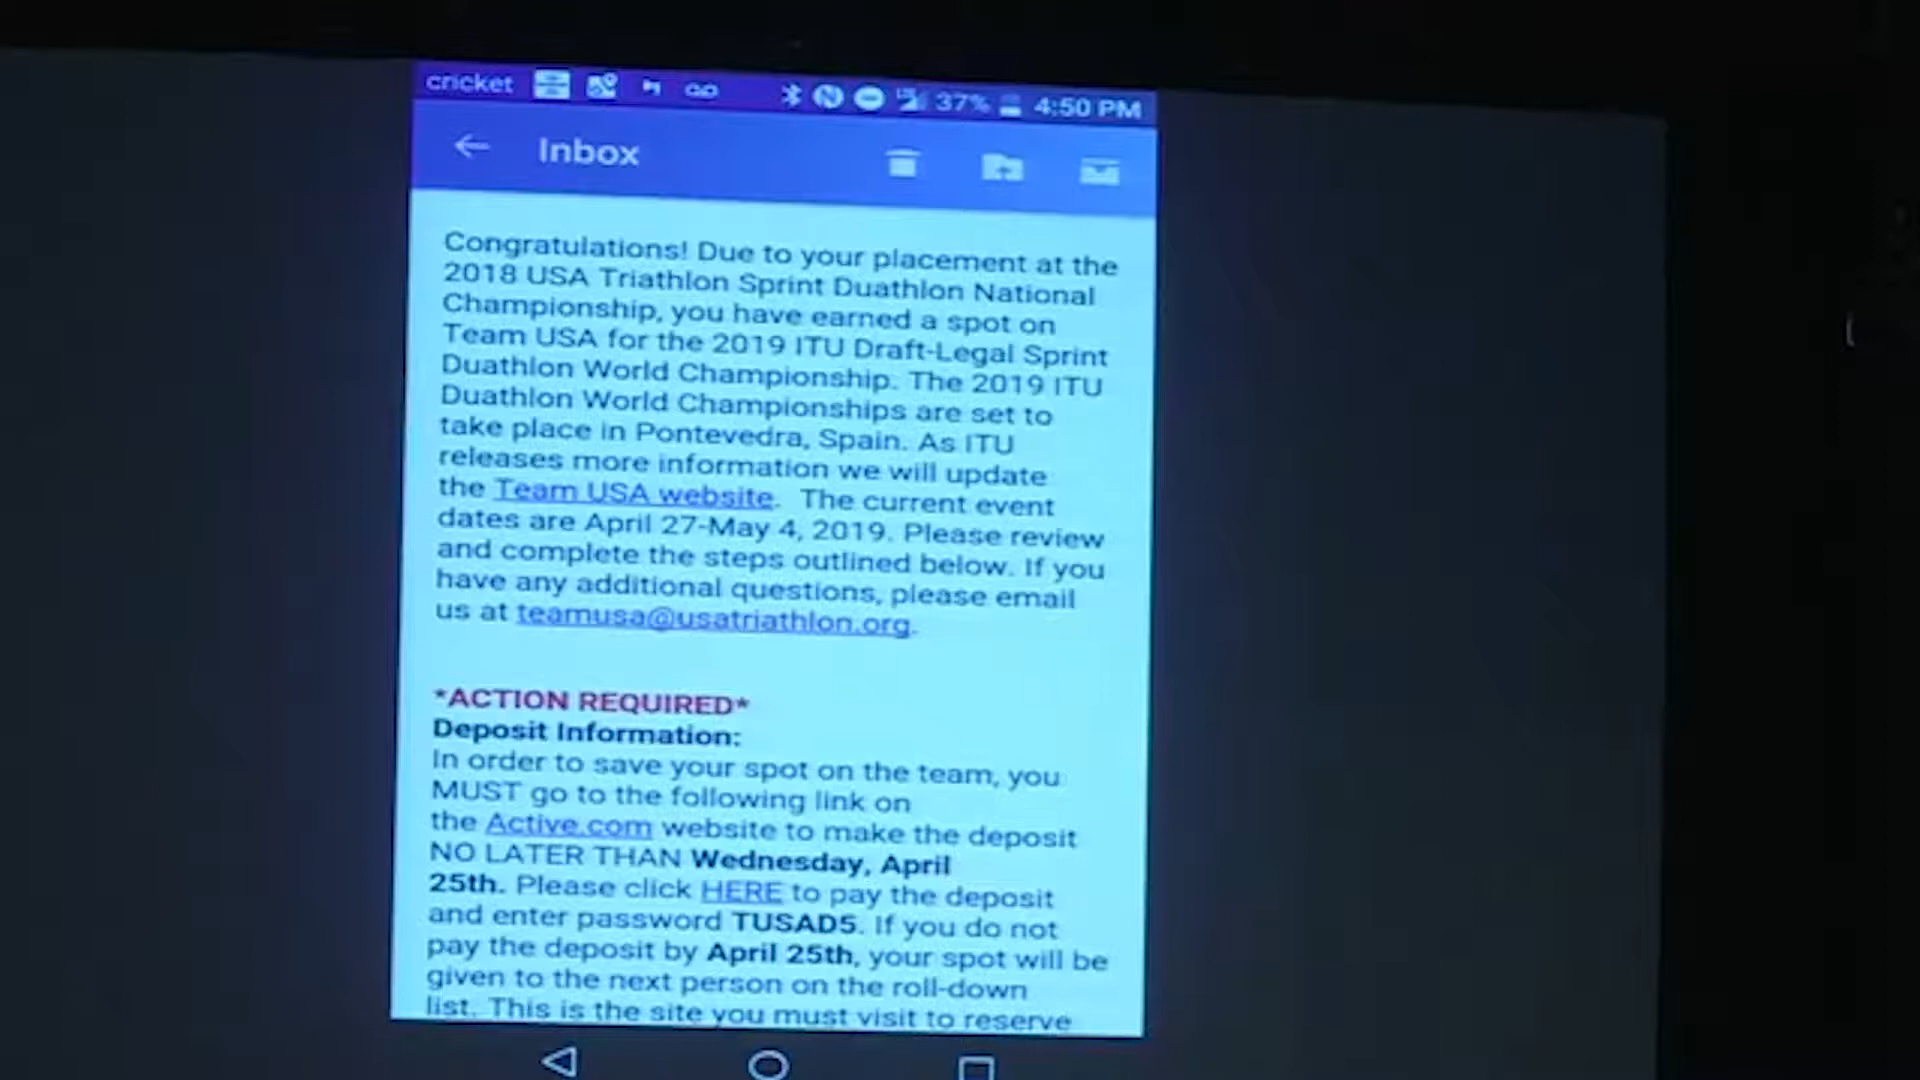 cricket 37% 4:50 PM
Inbox
Congratulations! Due to your placement at the
2018 USA Triathlon Sprint Duathlon National
Championship, you have earned a spot on
Team USA for the 2019 ITU Draft-Legal Sprint
Duathlon World Championship. The 2019 ITU
Duathlon World Championships are set to
take place in Pontevedra, Spain. As ITU
releases more information we will update
the Team USA website. The current event
dates are April 27-May 4, 2019. Please review
and complete the steps outlined below. If you
have any additional questions, please email
us at teamusa@usatriathlon.org.
*ACTION REQUIRED*
Deposit Information:
In order to save your spot on the team, you
MUST go to the following link on
the Active.com website to make the deposit
NO LATER THAN Wednesday, April
25th. Please click HERE to pay the deposit
and enter password TUSAD5. If you do not
pay the deposit by April 25th, your spot will be
given to the next person on the roll-down
list. This is the site you must visit to reserve